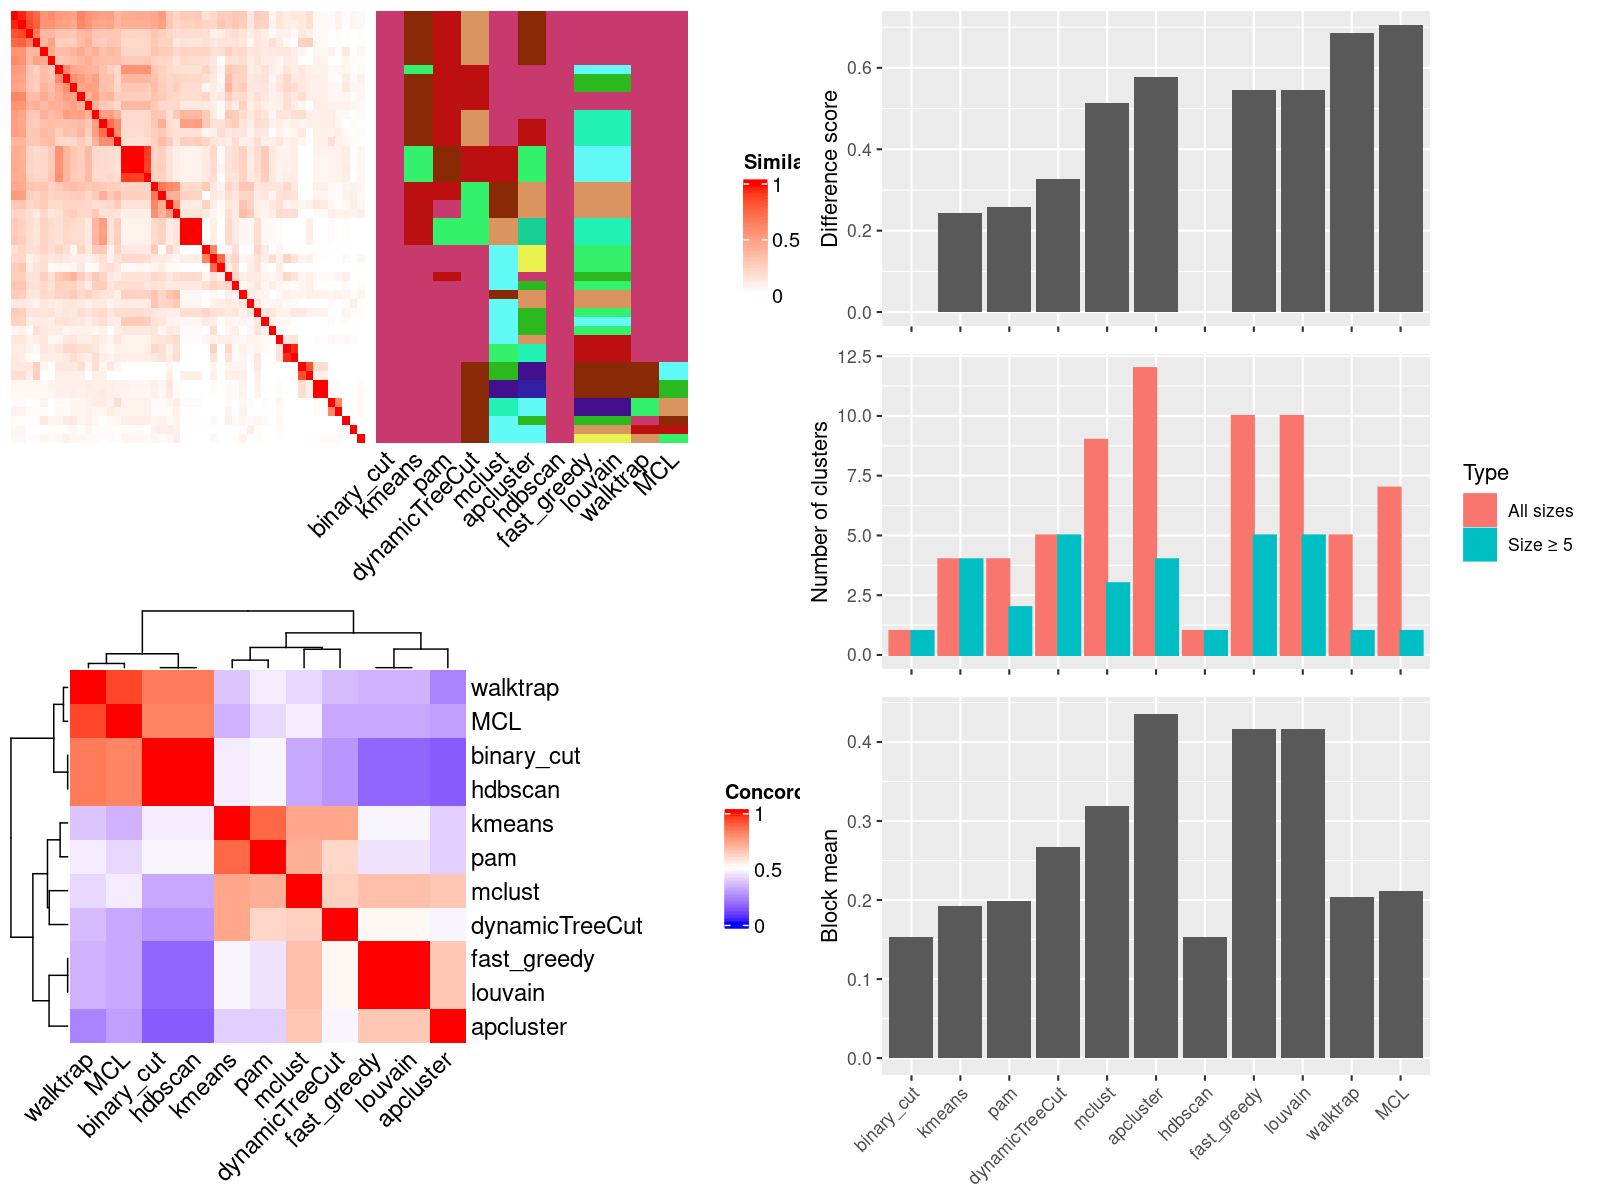 Simila
1
0.5
0
binary_cut
kmeans
pam
dynamicTreeCut
mclust
apcluster
hdbscan
fast_greedy
louvain
walktrap
MCL
walktrap
MCL
binary_cut
hdbscan
kmeans
pam
mclust
dynamicTreeCut
fast_greedy
louvain
apcluster
walktrap
MCL
binary_cut
hdbscan
kmeans
pam
mclust
dynamicTreeCut
fast_greedy
louvain
apcluster
Concord
1
0.5
0
Difference score
0.6
0.4
0.2
0.0
Number of clusters
12.5
10.0
7.5
5.0
2.5
0.0
Type
All sizes
Size ≥ 5
Block mean
0.4
0.3
0.2
0.1
0.0
binary_cut
kmeans
pam
dynamicTreeCut
mclust
apcluster
hdbscan
fast_greedy
louvain
walktrap
MCL